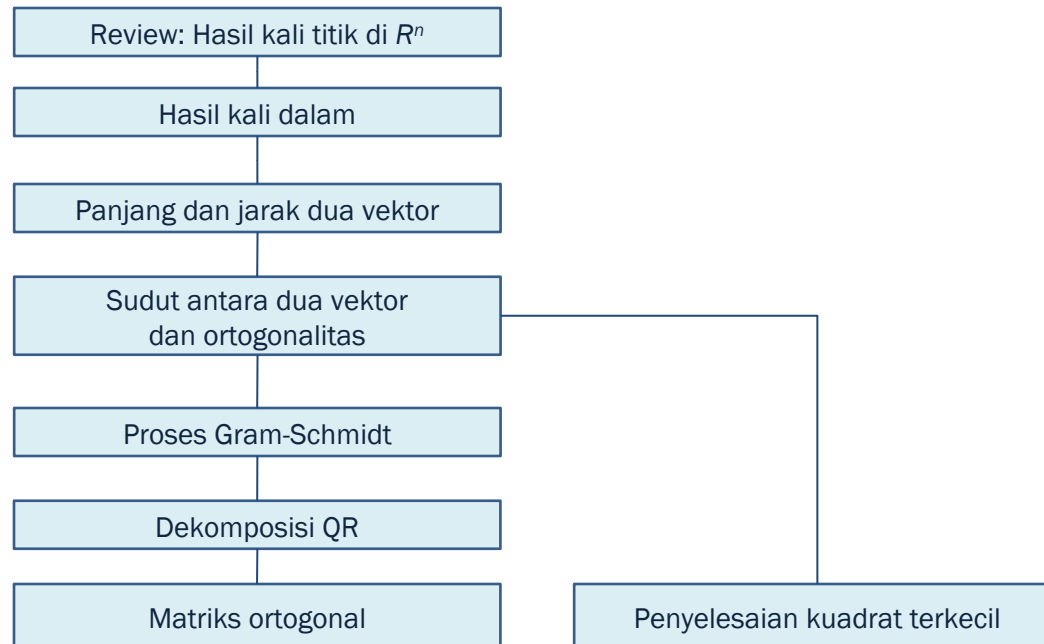 Review: Hasil kali titik di Rⁿ
Hasil kali dalam
Panjang dan jarak dua vektor
Sudut antara dua vektor
dan ortogonalitas
Proses Gram-Schmidt
Dekomposisi QR
Matriks ortogonal
Penyelesaian kuadrat terkecil